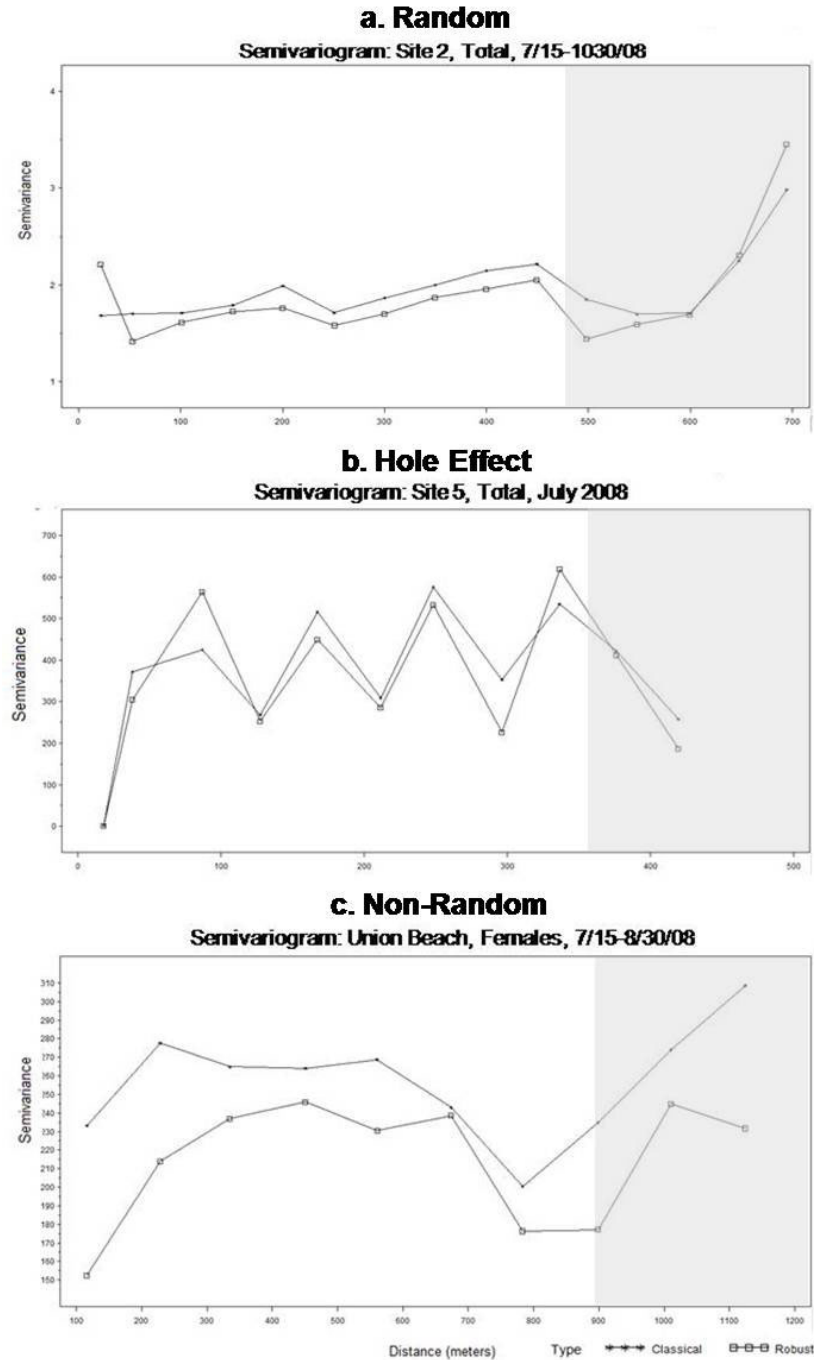 a. Random
Semivariogram: Site 2, Total, 7/15-1030/08
4
3
2
1
Semivariance
0 100 200 300 400 500 600 700
b. Hole Effect
Semivariogram: Site 5, Total, July 2008
700
600
500
400
300
200
100
0
Semivariance
0 100 200 300 400 500
c. Non-Random
Semivariogram: Union Beach, Females, 7/15-8/30/08
310
300
290
280
270
260
350
340
330
220
210
200
190
180
170
160
150
Semivariance
100 200 300 400 500 600 700 800 900 1000 1100 1200
Distance (meters) Type Classical Robust